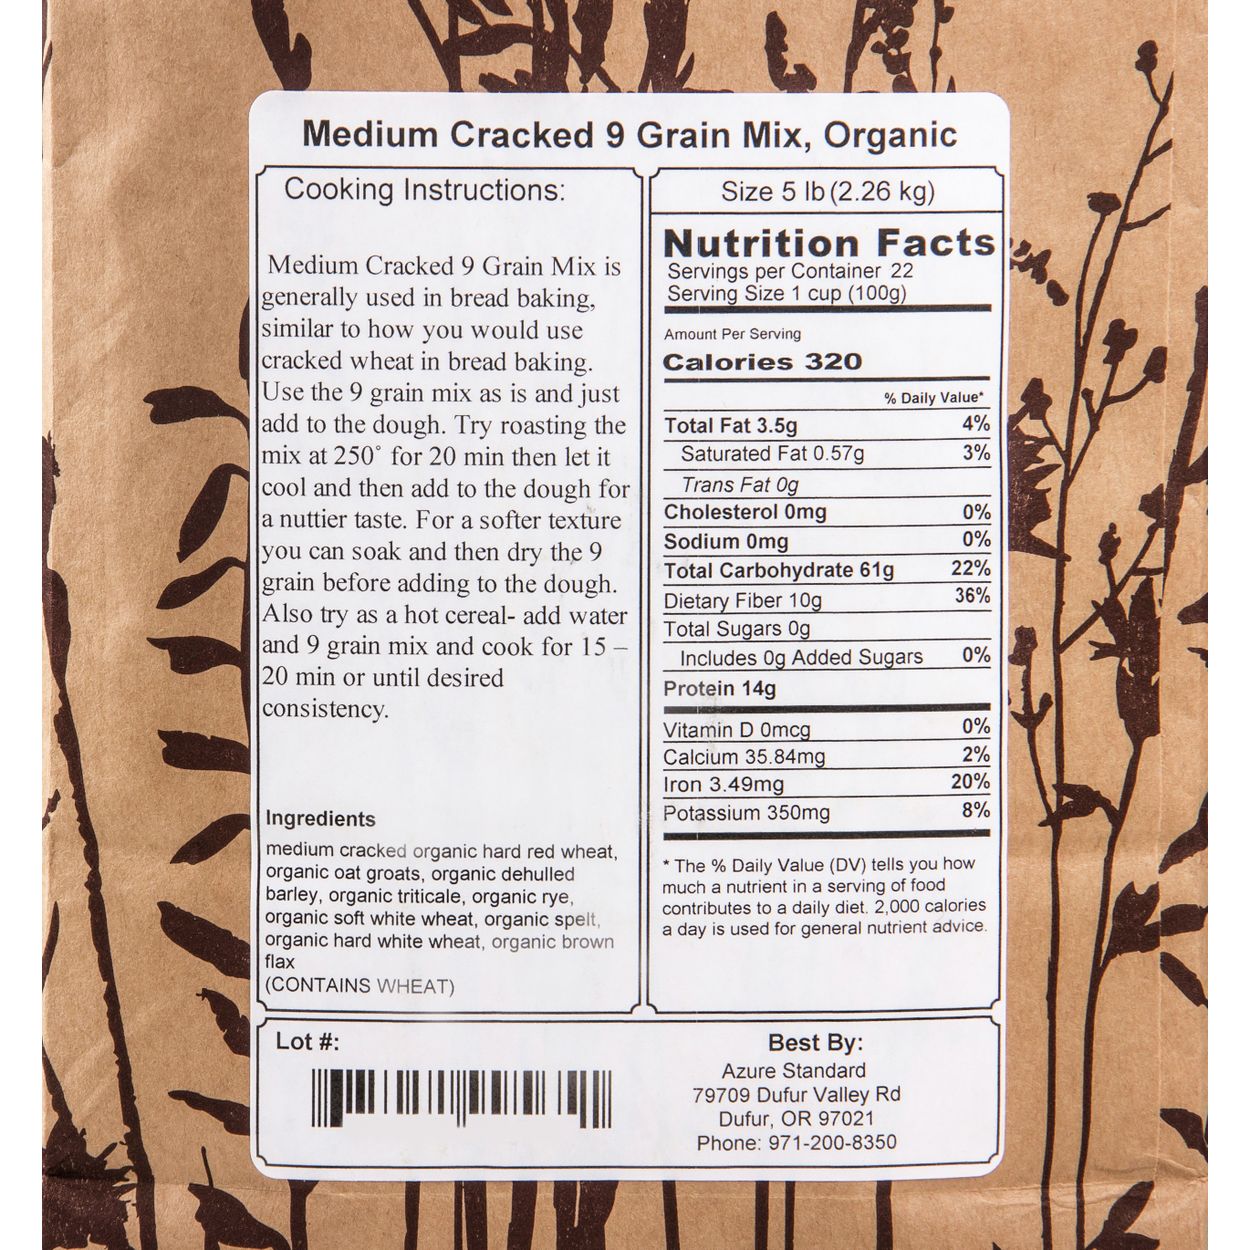 Medium Cracked 9 Grain Mix, Organic
Cooking Instructions:
Medium Cracked 9 Grain Mix is
generally used in bread baking,
similar to how you would use
cracked wheat in bread baking.
Use the 9 grain mix as is and just
add to the dough. Try roasting the
mix at 250° for 20 min then let it
cool and then add to the dough for
a nuttier taste. For a softer texture
you can soak and then dry the 9
grain before adding to the dough.
Also try as a hot cereal- add water
and 9 grain mix and cook for 15 –
20 min or until desired
consistency.
Ingredients
medium cracked organic hard red wheat,
organic oat groats, organic dehulled
barley, organic triticale, organic rye,
organic soft white wheat, organic spelt,
organic hard white wheat, organic brown
flax
(CONTAINS WHEAT)
Size 5 lb (2.26 kg)
Nutrition Facts
Servings per Container 22
Serving Size 1 cup (100g)
Amount Per Serving
Calories 320
% Daily Value*
Total Fat 3.5g 4%
Saturated Fat 0.57g 3%
Trans Fat 0g
Cholesterol 0mg 0%
Sodium 0mg 0%
Total Carbohydrate 61g 22%
Dietary Fiber 10g 36%
Total Sugars 0g
Includes 0g Added Sugars 0%
Protein 14g
Vitamin D 0mcg 0%
Calcium 35.84mg 2%
Iron 3.49mg 20%
Potassium 350mg 8%
* The % Daily Value (DV) tells you how
much a nutrient in a serving of food
contributes to a daily diet. 2,000 calories
a day is used for general nutrient advice.
Lot #:
Best By:
Azure Standard
79709 Dufur Valley Rd
Dufur, OR 97021
Phone: 971-200-8350